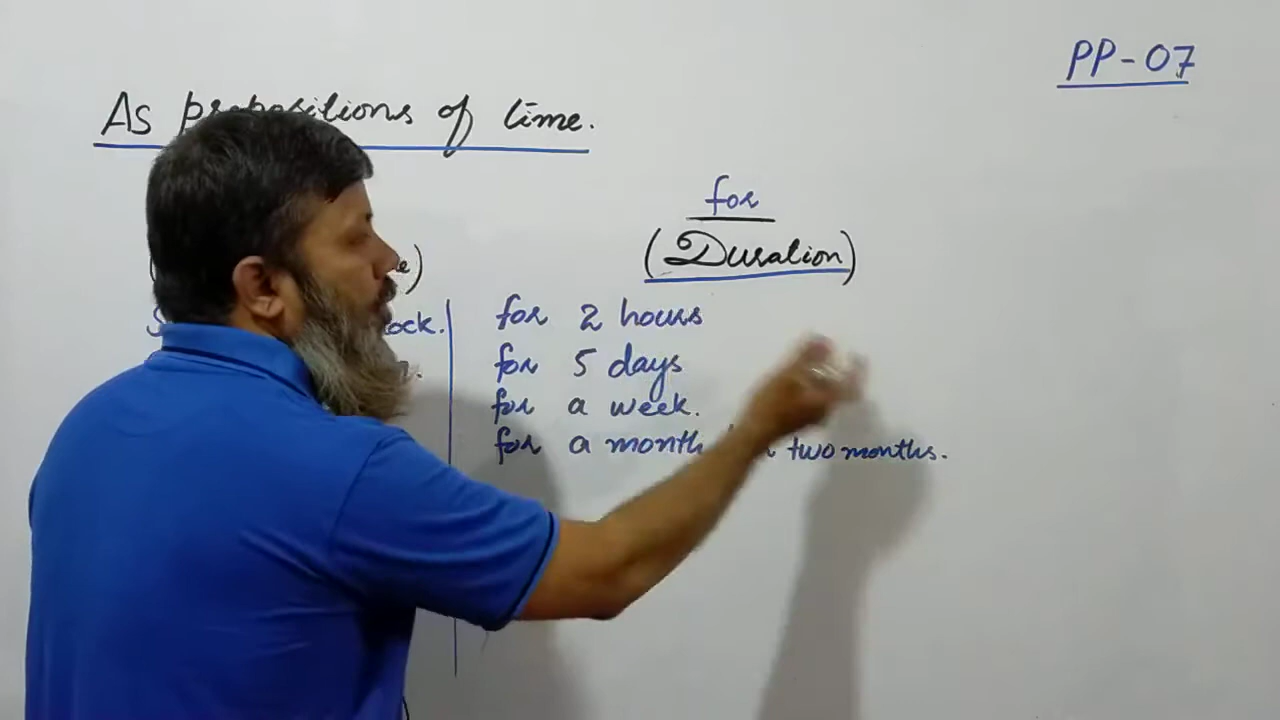 PP-07
As prepositions of time.
for
(Duration)
for 2 hours
for 5 days
for a week.
for a month two months.